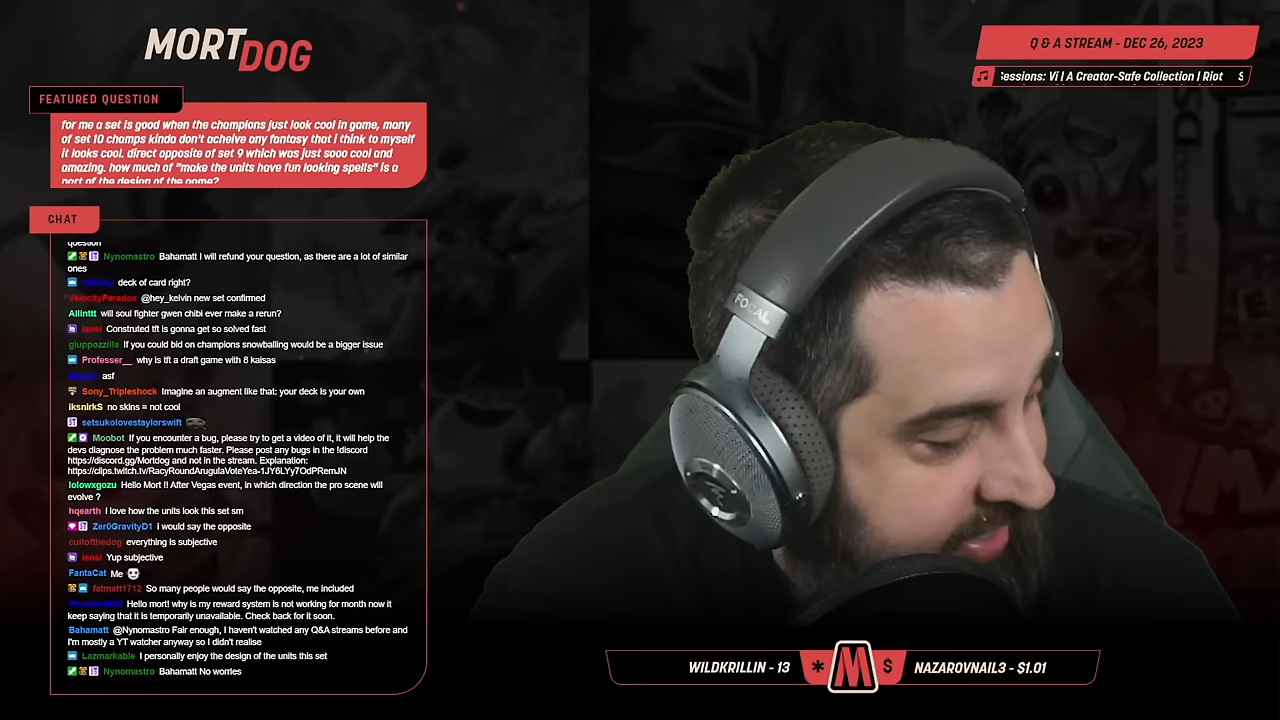 MORTDOG
Q & A STREAM - DEC 26, 2023
Sessions: Vi | A Creator-Safe Collection | Riot S
FEATURED QUESTION
for me a set is good when the champions just look cool in game, many
of set 10 champs kinda don't acheive any fantasy that i think to myself
it looks cool. direct opposite of set 9 which was just sooo cool and
amazing. how much of "make the units have fun looking spells" is a
part of the design of the game?
CHAT
question
Nynomastro Bahamatt I will refund your question, as there are a lot of similar
ones
deck of card right?
VelocityParadox @hey_kelvin new set confirmed
Allinttt will soul fighter gwen chibi ever make a rerun?
iensi Construted tft is gonna get so solved fast
giuppozzilla If you could bid on champions snowballing would be a bigger issue
Professer__ why is tft a draft game with 8 kaisas
asf
Sony_Tripleshock Imagine an augment like that: your deck is your own
iksnirkS no skins = not cool
setsukolovestaylorswift
Moobot If you encounter a bug, please try to get a video of it, it will help the
devs diagnose the problem much faster. Please post any bugs in the !discord
https://discord.gg/Mortdog and not in the stream. Explanation:
https://clips.twitch.tv/RacyRoundArugulaVoteYea-1JY6LYy7OdPRemJN
lolowxgozu Hello Mort !! After Vegas event, in which direction the pro scene will
evolve ?
hqearth I love how the units look this set sm
Zer0GravityD1 i would say the opposite
cultofthedog everything is subjective
iensi Yup subjective
FantaCat Me
fatmatt1712 So many people would say the opposite, me included
Hello mort! why is my reward system is not working for month now it
keep saying that it is temporarily unavailable. Check back for it soon.
Bahamatt @Nynomastro Fair enough, I haven't watched any Q&A streams before and
I'm mostly a YT watcher anyway so I didn't realise
Lazmarkable I personally enjoy the design of the units this set
Nynomastro Bahamatt No worries
FOCAL
WILDKRILLIN - 13 * M $ NAZAROVNAIL3 - $1.01